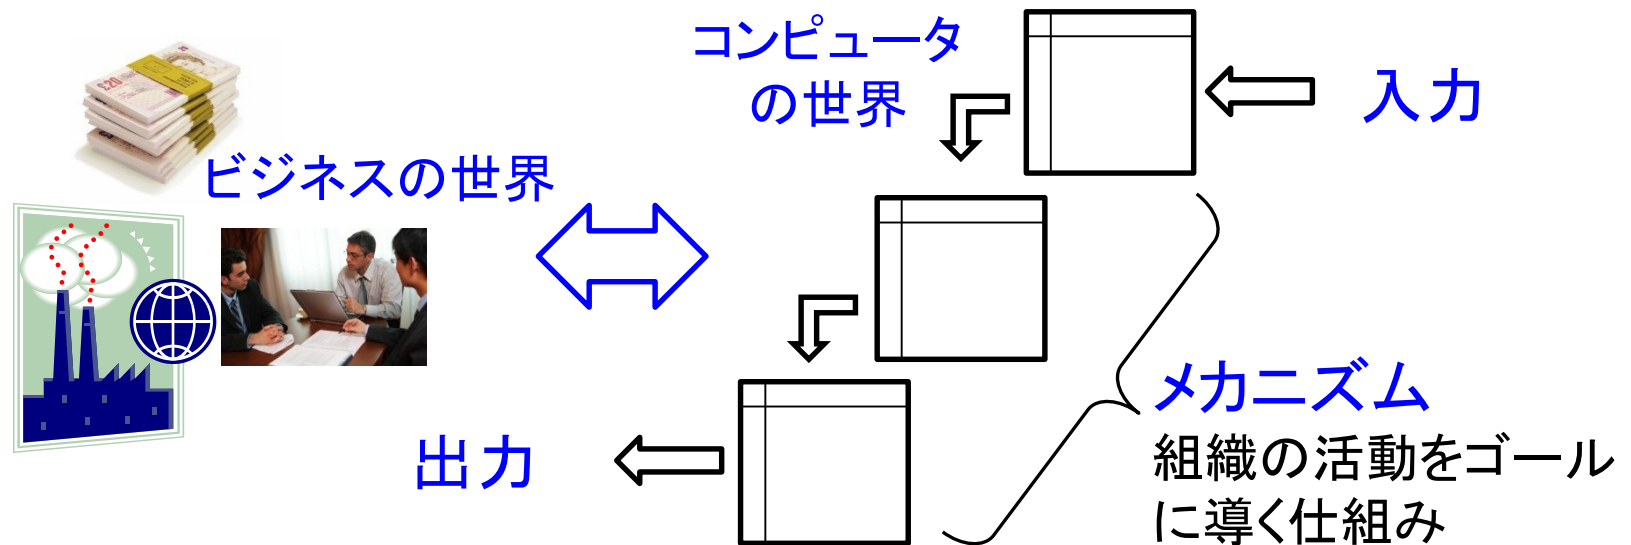 コンピュータ
の世界
入力
£20
ビジネスの世界
メカニズム
組織の活動をゴール
に導く仕組み
出力